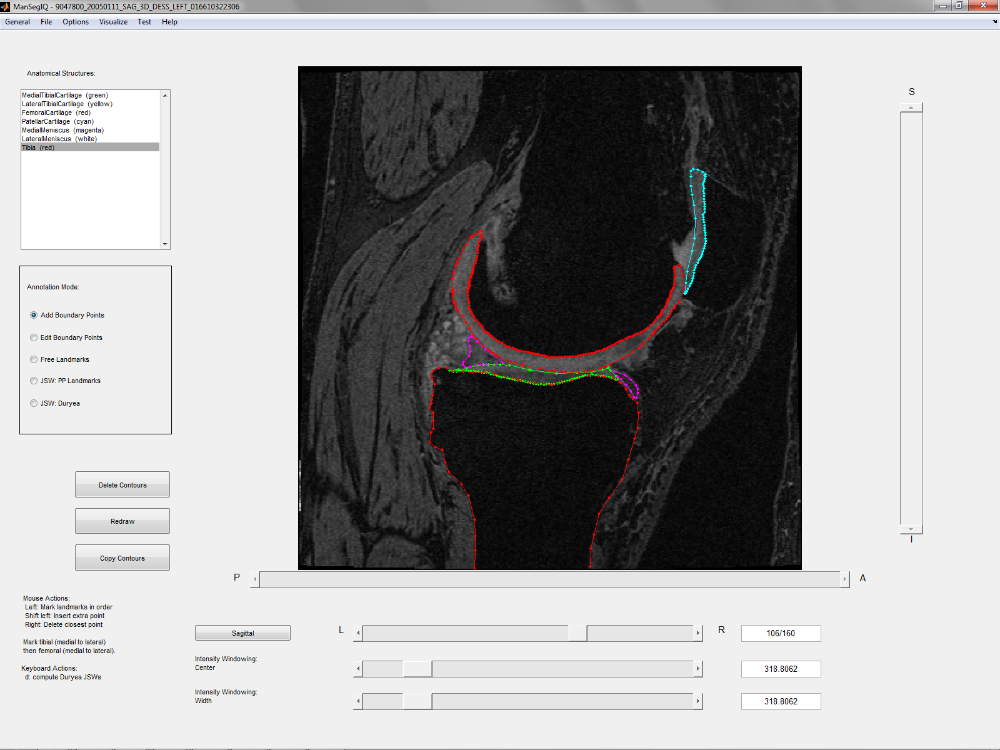 ManSegIQ - 9047800_20050111_SAG_3D_DESS_LEFT_016610322306
General File Options Visualize Test Help
Anatomical Structures:
MedialTibialCartilage (green)
LateralTibialCartilage (yellow)
FemoralCartilage (red)
PatellarCartilage (cyan)
MedialMeniscus (magenta)
LateralMeniscus (white)
Tibia (red)
Annotation Mode:
Add Boundary Points
Edit Boundary Points
Free Landmarks
JSW: PP Landmarks
JSW: Duryea
Delete Contours
Redraw
Copy Contours
Mouse Actions:
Left: Mark landmarks in order
Shift left: Insert extra point
Right: Delete closest point
Mark tibial (medial to lateral)
then femoral (medial to lateral).
Keyboard Actions:
d: compute Duryea JSWs
S
I
P A
Sagittal
L R 106/160
Intensity Windowing:
Center
318.8062
Intensity Windowing:
Width
318.8062